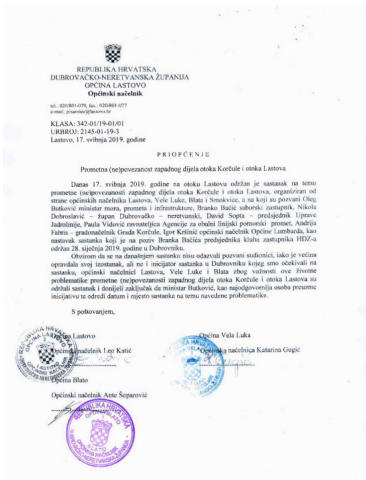 REPUBLIKA HRVATSKA
DUBROVAČKO-NERETVANSKA ŽUPANIJA
OPĆINA LASTOVO
Općinski načelnik
KLASA: 342-01/19-01/01
URBROJ: 2145-01-19-3
Lastovo, 17. svibnja 2019. godine
PRIOPĆENJE
Prometna (ne)povezanost zapadnog dijela otoka Korčule i otoka Lastova
Danas 17. svibnja 2019. godine na otoku Lastovu održan je sastanak na temu
prometne (ne)povezanosti zapadnog dijela otoka Korčule i otoka Lastova, organiziran od
strane općinskih načelnika Lastova, Vele Luke, Blata i Smokvice, a na koji su pozvani Oleg
Butković ministar mora, prometa i infrastrukture, Branko Bačić saborski zastupnik, Nikola
Dobroslavić – župan Dubrovačko – neretvanski, David Sopta – predsjednik Uprave
Jadrolinije, Paula Vidović ravnateljica Agencije za obalni linijski pomorski promet, Andrija
Fabris – gradonačelnik Grada Korčule, Igor Kršinić općinski načelnik Općine Lumbarda, kao
nastavak sastanka koji je na poziv Branka Bačića predsjednika kluba zastupnika HDZ-a
održan 28. siječnja 2019. godine u Dubrovniku.
Obzirom da se na današnjem sastanku nisu odazvali pozvani sudionici, iako je većina
opravdala svoj izostanak, ali ne i inicijator sastanka u Dubrovniku kojeg smo očekivali na
sastanku, općinski načelnici Lastova, Vele Luke i Blata zbog važnosti ove životne
problematike prometne (ne)povezanosti zapadnog dijela otoka Korčule i otoka Lastova su
održali sastanak i donijeli zaključak da ministar Butković, kao najodgovornija osoba preuzme
inicijativu te odredi datum i mjesto sastanka na temu navedene problematike.
S poštovanjem,
Općina Lastovo
Općina Vela Luka
Općinski načelnik Leo Katić
Općinska načelnica Katarina Gugić
Općina Blato
Općinski načelnik Ante Šeparović